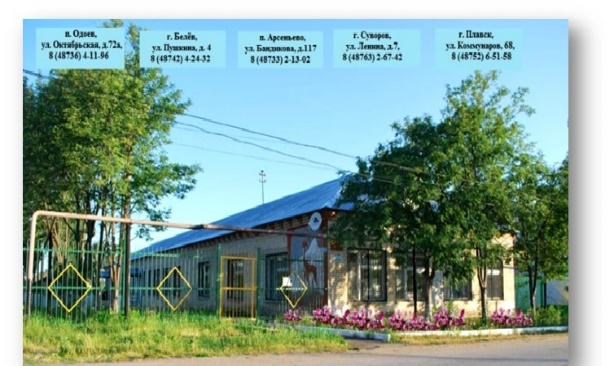 п. Одоев,
ул. Октябрьская, д.72а,
8 (48736) 4-11-96
г. Белёв,
ул. Пушкина, д. 4
8 (48742) 4-24-32
п. Арсеньево,
ул. Бандикова, д.117
8 (48733) 2-13-02
г. Суворов,
ул. Ленина, д.7,
8 (48763) 2-67-42
г. Плавск,
ул. Коммунаров, 68,
8 (48752) 6-51-58